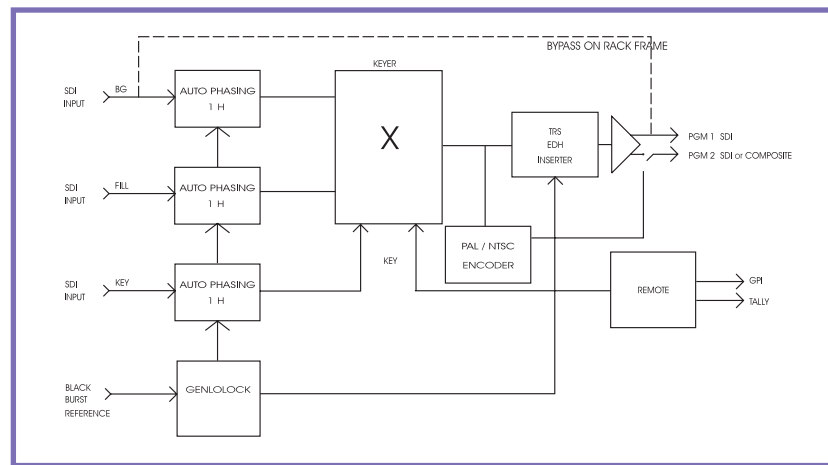 BYPASS ON RACK FRAME
KEYER
SDI
INPUT
BG
AUTO PHASING
1 H
X
TRS
EDH
INSERTER
PGM 1 SDI
PGM 2 SDI or COMPOSITE
SDI
INPUT
FILL
AUTO PHASING
1 H
PAL / NTSC
ENCODER
KEY
SDI
INPUT
KEY
AUTO PHASING
1 H
REMOTE
GPI
TALLY
BLACK
BURST
REFERENCE
GENLOLOCK